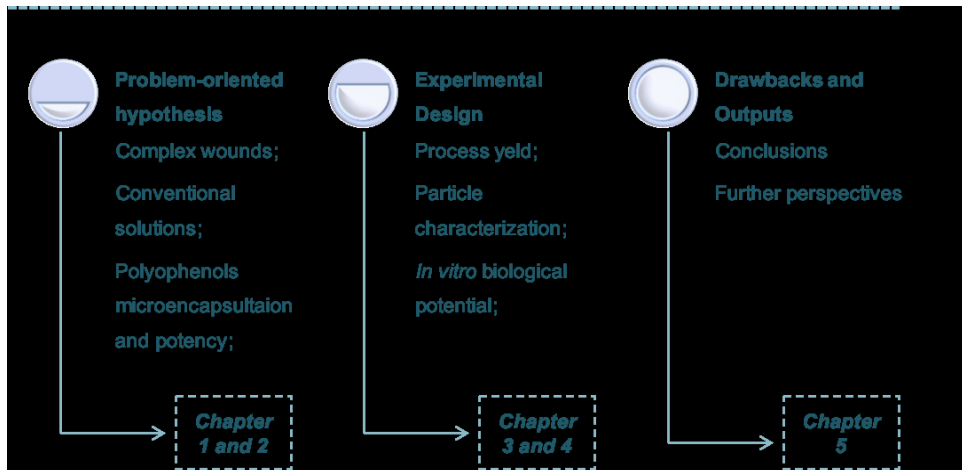 Problem-oriented
hypothesis
Complex wounds;
Conventional
solutions;
Polyophenols
microencapsultaion
and potency;
Chapter
1 and 2
Experimental
Design
Process yeld;
Particle
characterization;
In vitro biological
potential;
Chapter
3 and 4
Drawbacks and
Outputs
Conclusions
Further perspectives
Chapter
5